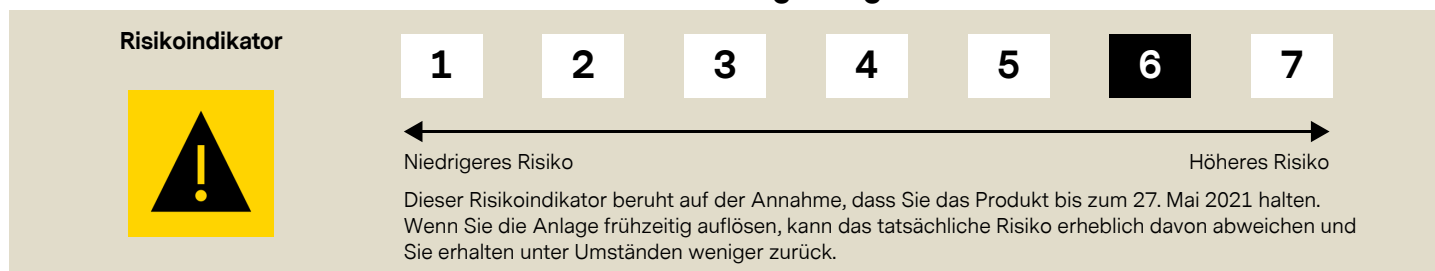 Risikoindikator
1 2 3 4 5 6 7
Niedrigeres Risiko Höheres Risiko
Dieser Risikoindikator beruht auf der Annahme, dass Sie das Produkt bis zum 27. Mai 2021 halten.
Wenn Sie die Anlage frühzeitig auflösen, kann das tatsächliche Risiko erheblich davon abweichen und
Sie erhalten unter Umständen weniger zurück.